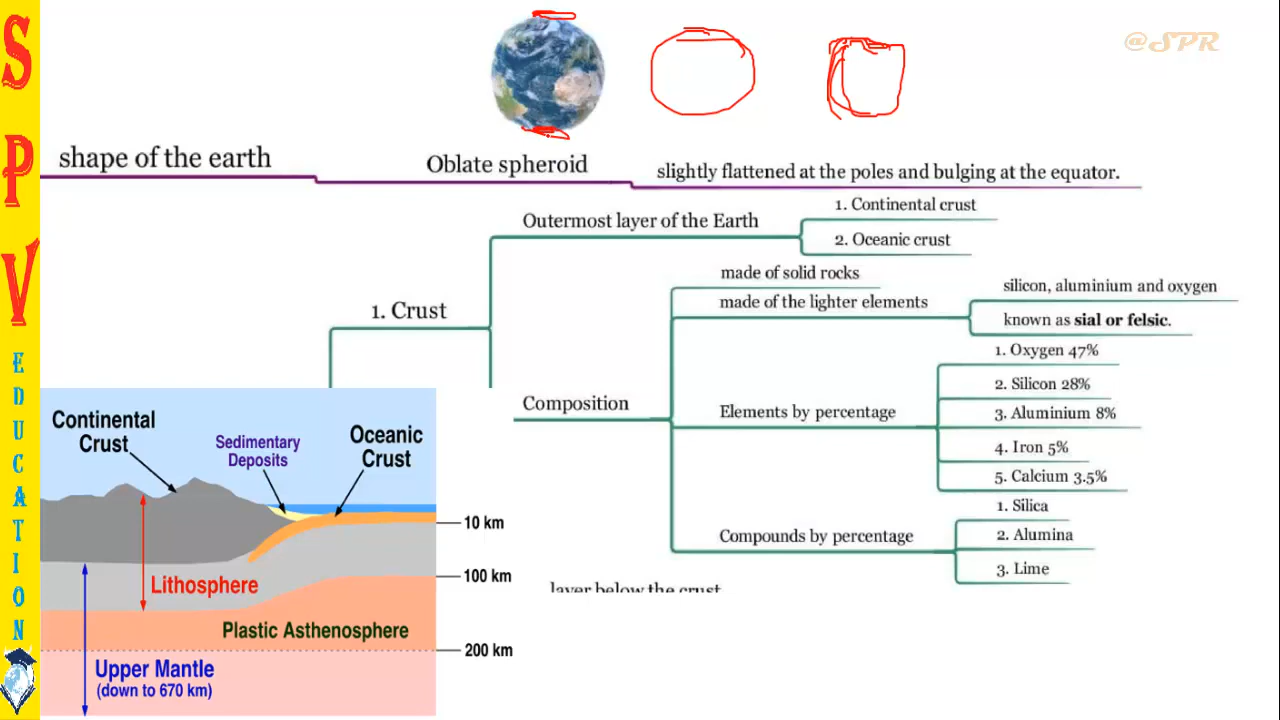 S P V EDUCATION
@SPR
shape of the earth
Oblate spheroid
slightly flattened at the poles and bulging at the equator.
1. Crust
Outermost layer of the Earth
1. Continental crust
2. Oceanic crust
Composition
made of solid rocks
made of the lighter elements
silicon, aluminium and oxygen
known as sial or felsic.
Elements by percentage
1. Oxygen 47%
2. Silicon 28%
3. Aluminium 8%
4. Iron 5%
5. Calcium 3.5%
Compounds by percentage
1. Silica
2. Alumina
3. Lime
layer below the crust
Continental
Crust
Sedimentary
Deposits
Oceanic
Crust
10 km
Lithosphere
100 km
Plastic Asthenosphere
200 km
Upper Mantle
(down to 670 km)